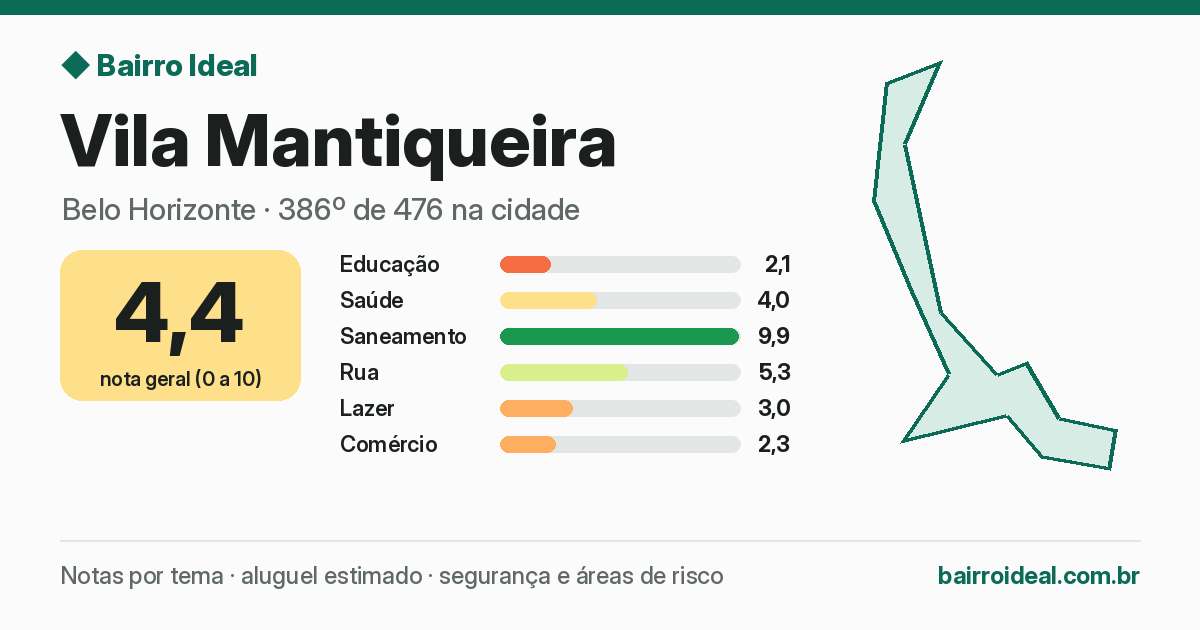 Bairro Ideal
Vila Mantiqueira
Belo Horizonte · 386º de 476 na cidade
4,4
nota geral (0 a 10)
Educação 2,1
Saúde 4,0
Saneamento 9,9
Rua 5,3
Lazer 3,0
Comércio 2,3
Notas por tema · aluguel estimado · segurança e áreas de risco
bairroideal.com.br